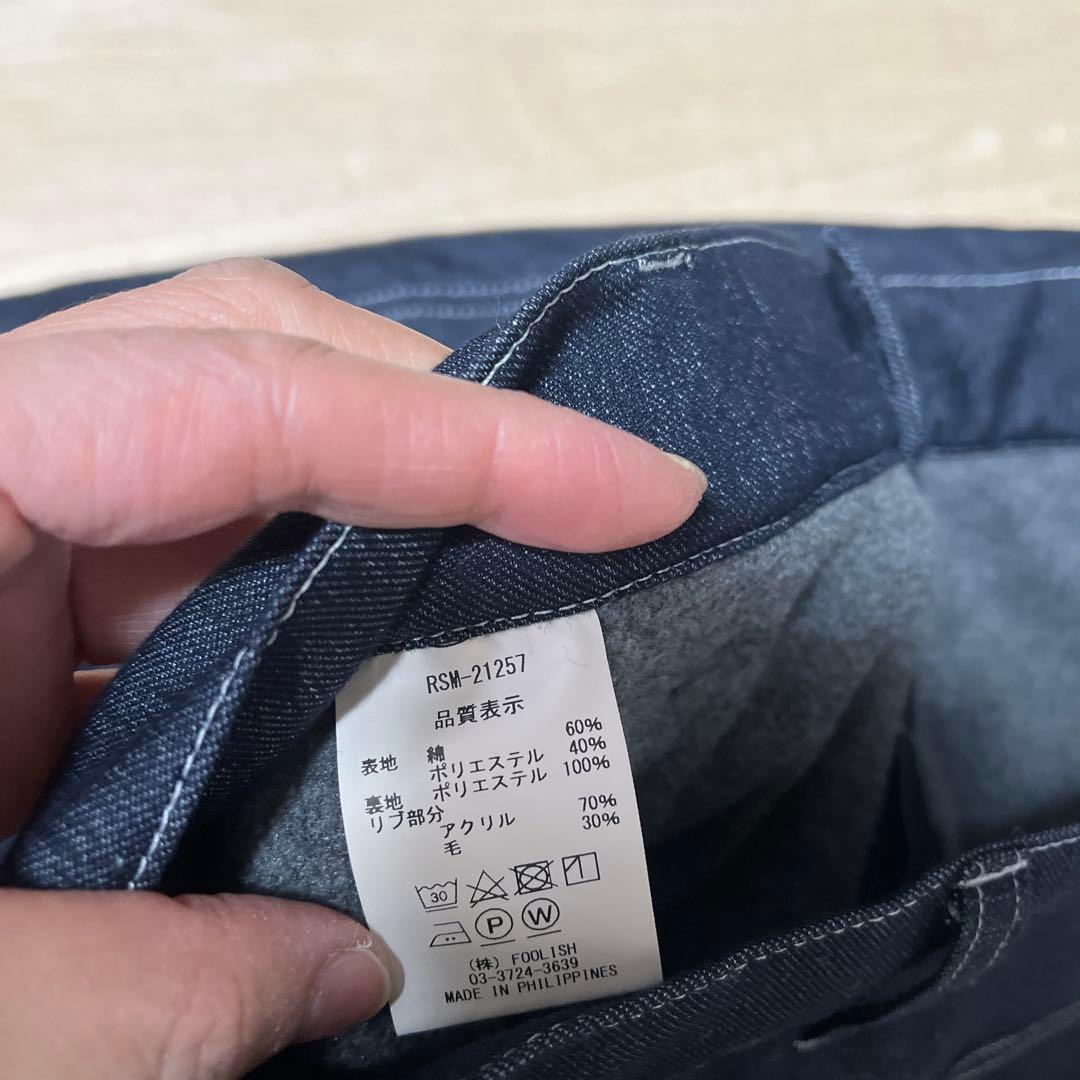 RSM-21257
品質表示
表地 綿 60%
ポリエステル 40%
裏地 ポリエステル 100%
リブ部分
アクリル 70%
毛 30%
30
P W
(株) FOOLISH
03-3724-3639
MADE IN PHILIPPINES